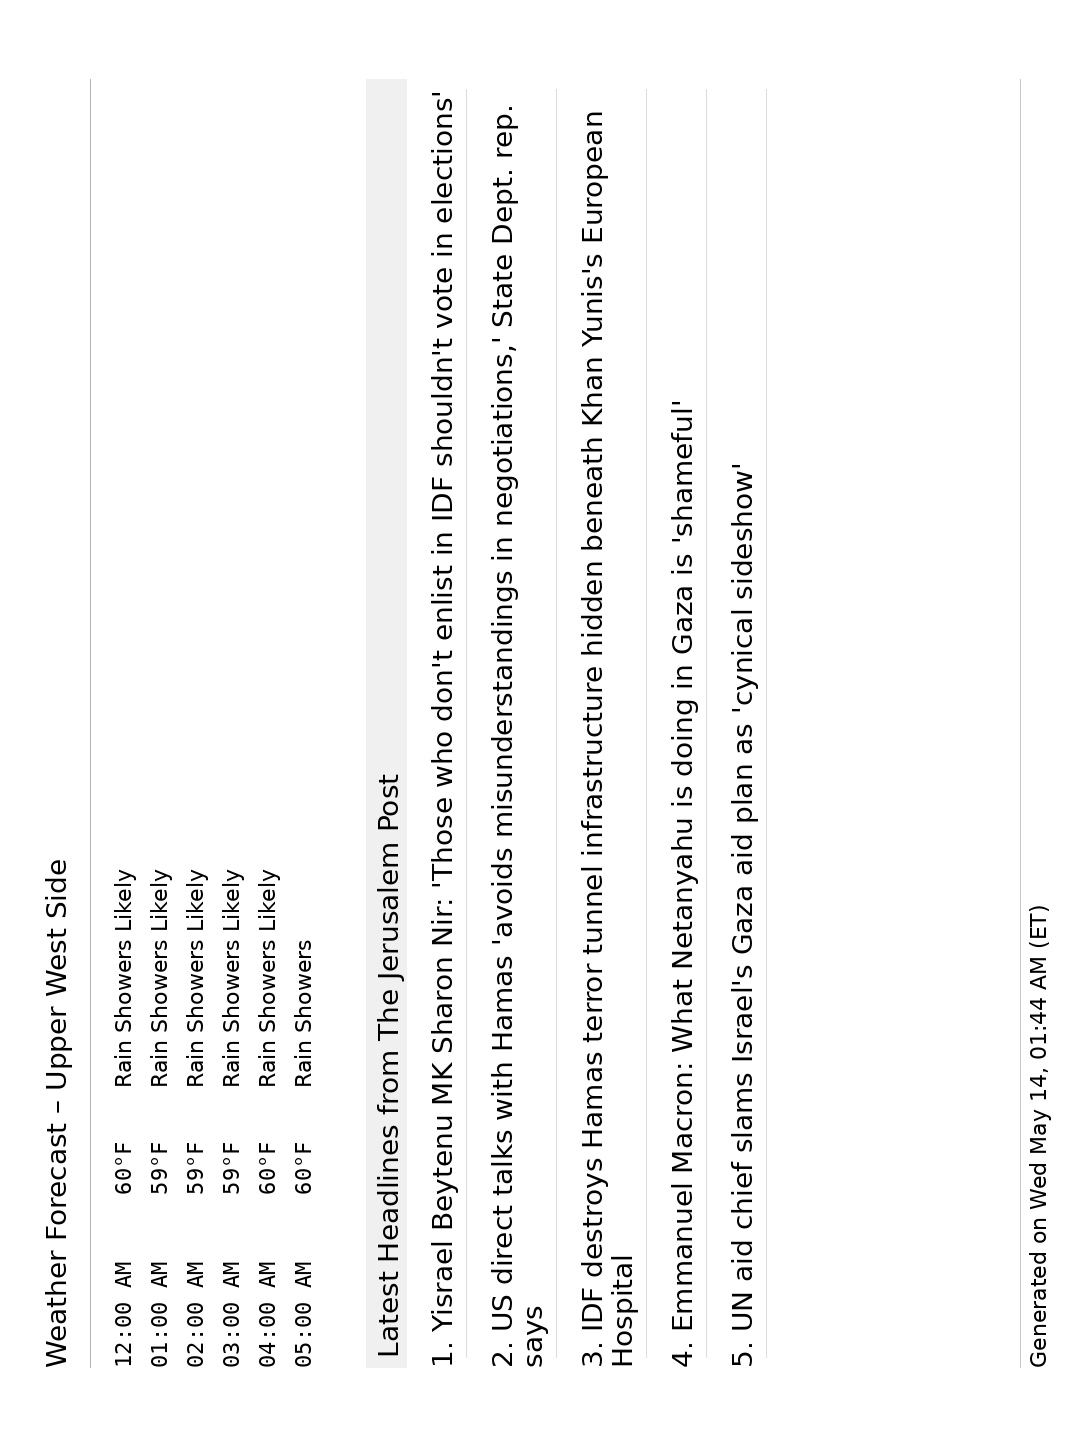 Weather Forecast – Upper West Side
12:00 AM 60°F Rain Showers Likely
01:00 AM 59°F Rain Showers Likely
02:00 AM 59°F Rain Showers Likely
03:00 AM 59°F Rain Showers Likely
04:00 AM 60°F Rain Showers Likely
05:00 AM 60°F Rain Showers
Latest Headlines from The Jerusalem Post
1. Yisrael Beytenu MK Sharon Nir: 'Those who don't enlist in IDF shouldn't vote in elections'
2. US direct talks with Hamas 'avoids misunderstandings in negotiations,' State Dept. rep.
says
3. IDF destroys Hamas terror tunnel infrastructure hidden beneath Khan Yunis's European
Hospital
4. Emmanuel Macron: What Netanyahu is doing in Gaza is 'shameful'
5. UN aid chief slams Israel's Gaza aid plan as 'cynical sideshow'
Generated on Wed May 14, 01:44 AM (ET)